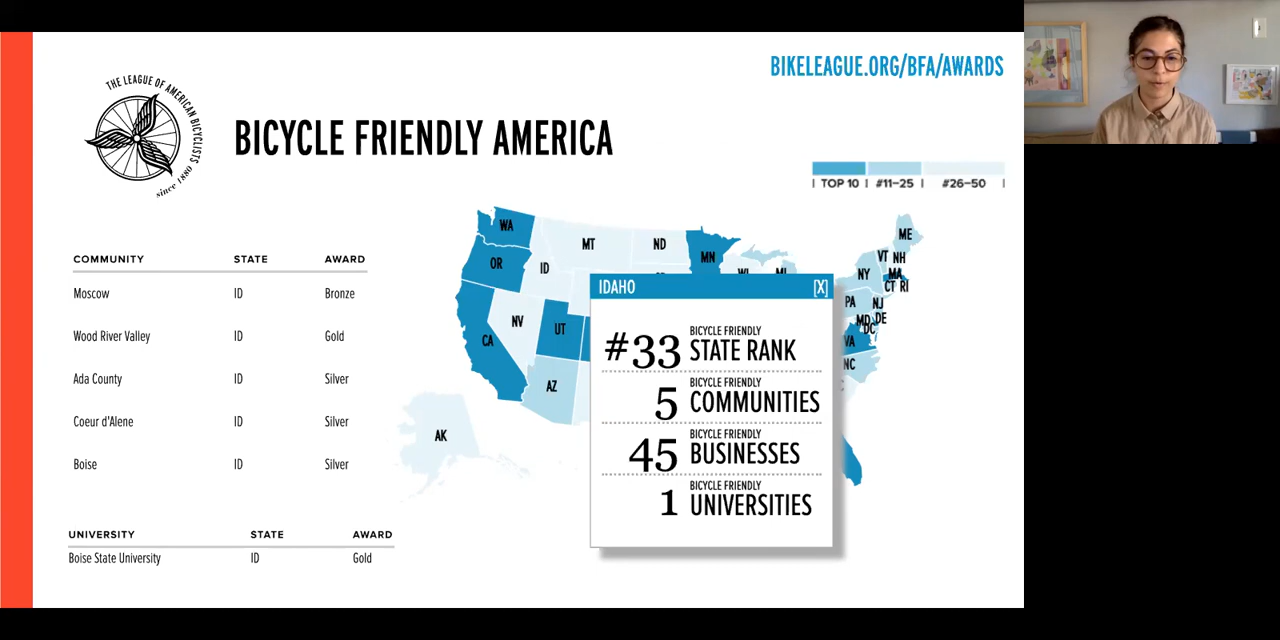 BIKELEAGUE.ORG/BFA/AWARDS
THE LEAGUE OF AMERICAN BICYCLISTS
since 1880
BICYCLE FRIENDLY AMERICA
TOP 10 #11–25 #26–50
COMMUNITY STATE AWARD
Moscow ID Bronze
Wood River Valley ID Gold
Ada County ID Silver
Coeur d'Alene ID Silver
Boise ID Silver
UNIVERSITY STATE AWARD
Boise State University ID Gold
WA
OR
CA
NV
ID
MT
ND
MN
UT
AZ
AK
WI
MI
ME
VT
NH
NY
MA
CT
RI
PA
NJ
MD
DE
DC
VA
NC
IDAHO [X]
#33 BICYCLE FRIENDLY
STATE RANK
5 BICYCLE FRIENDLY
COMMUNITIES
45 BICYCLE FRIENDLY
BUSINESSES
1 BICYCLE FRIENDLY
UNIVERSITIES